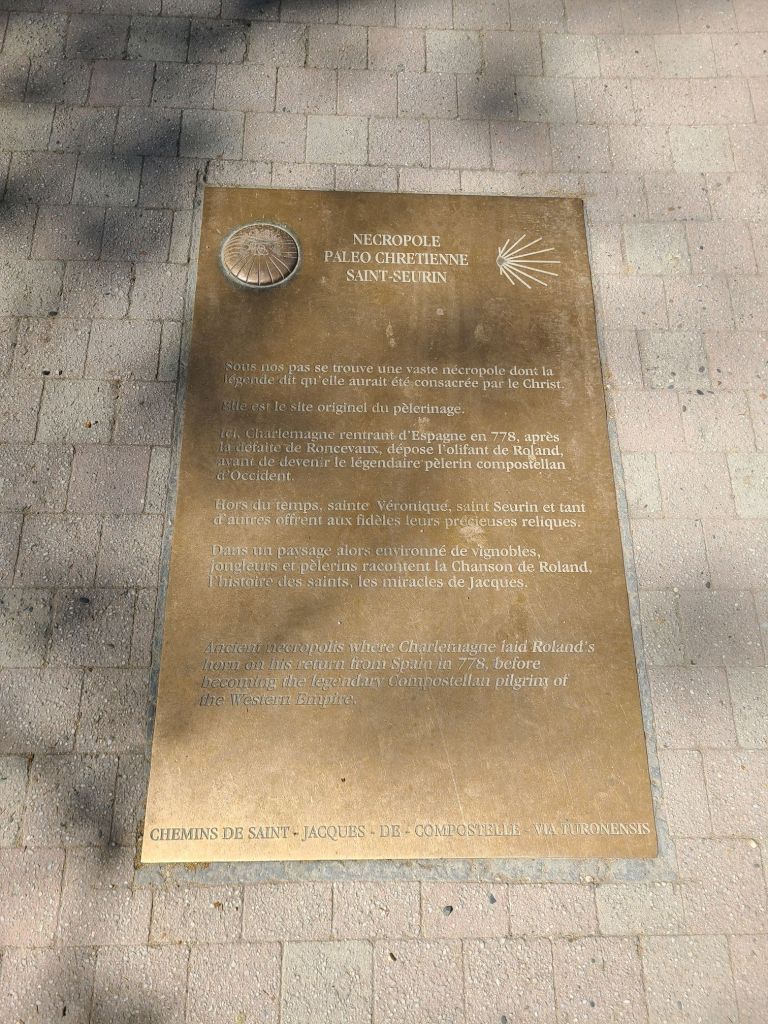 NECROPOLE
PALEO CHRETIENNE
SAINT-SEURIN
Sous nos pas se trouve une vaste nécropole dont la
légende dit qu'elle aurait été consacrée par le Christ.
Elle est le site originel du pèlerinage.
Ici, Charlemagne rentrant d'Espagne en 778, après
la défaite de Roncevaux, dépose l'olifant de Roland,
avant de devenir le légendaire pèlerin compostellan
d'Occident.
Hors du temps, sainte Véronique, saint Seurin et tant
d'autres offrent aux fidèles leurs précieuses reliques.
Dans un paysage alors environné de vignobles,
jongleurs et pèlerins racontent la Chanson de Roland,
l'histoire des saints, les miracles de Jacques.
Ancient necropolis where Charlemagne laid Roland's
horn on his return from Spain in 778, before
becoming the legendary Compostellan pilgrim of
the Western Empire.
CHEMINS DE SAINT - JACQUES - DE - COMPOSTELLE - VIA TURONENSIS